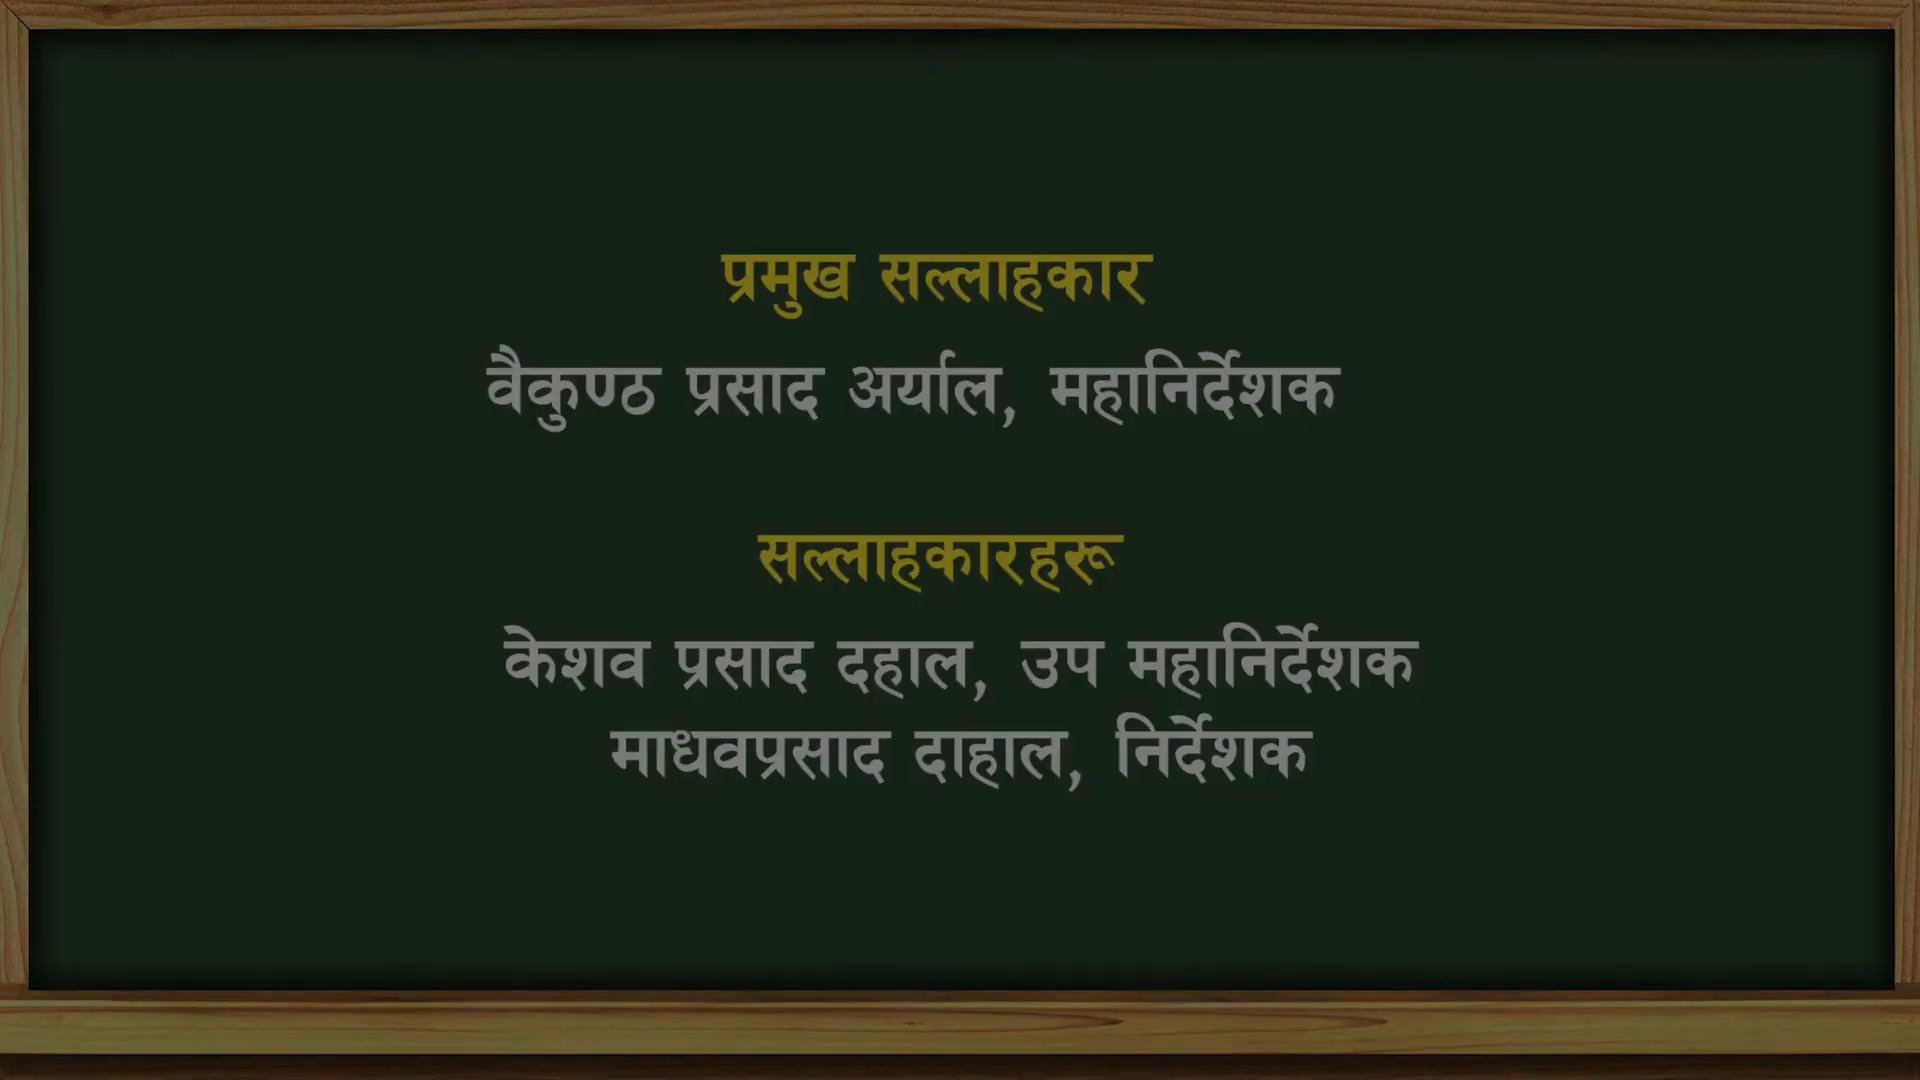 प्रमुख सल्लाहकार
वैकुण्ठ प्रसाद अर्याल, महानिर्देशक
सल्लाहकारहरू
केशव प्रसाद दहाल, उप महानिर्देशक
माधवप्रसाद दाहाल, निर्देशक